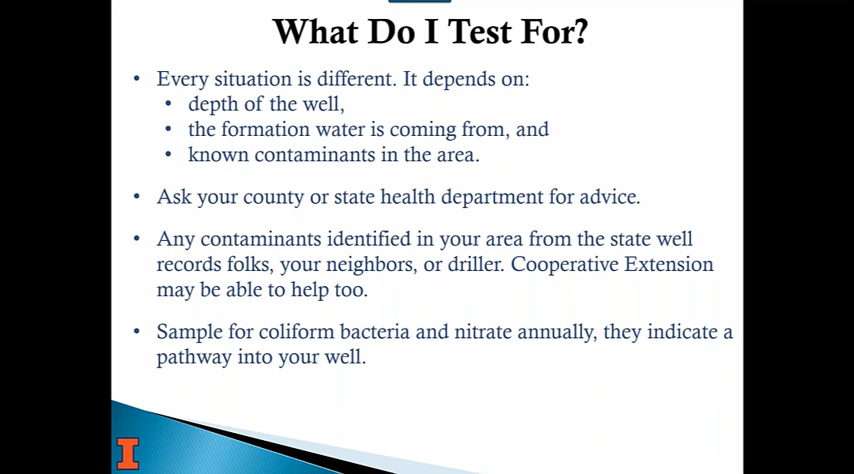 What Do I Test For?
• Every situation is different. It depends on:
• depth of the well,
• the formation water is coming from, and
• known contaminants in the area.
• Ask your county or state health department for advice.
• Any contaminants identified in your area from the state well
records folks, your neighbors, or driller. Cooperative Extension
may be able to help too.
• Sample for coliform bacteria and nitrate annually, they indicate a
pathway into your well.
I